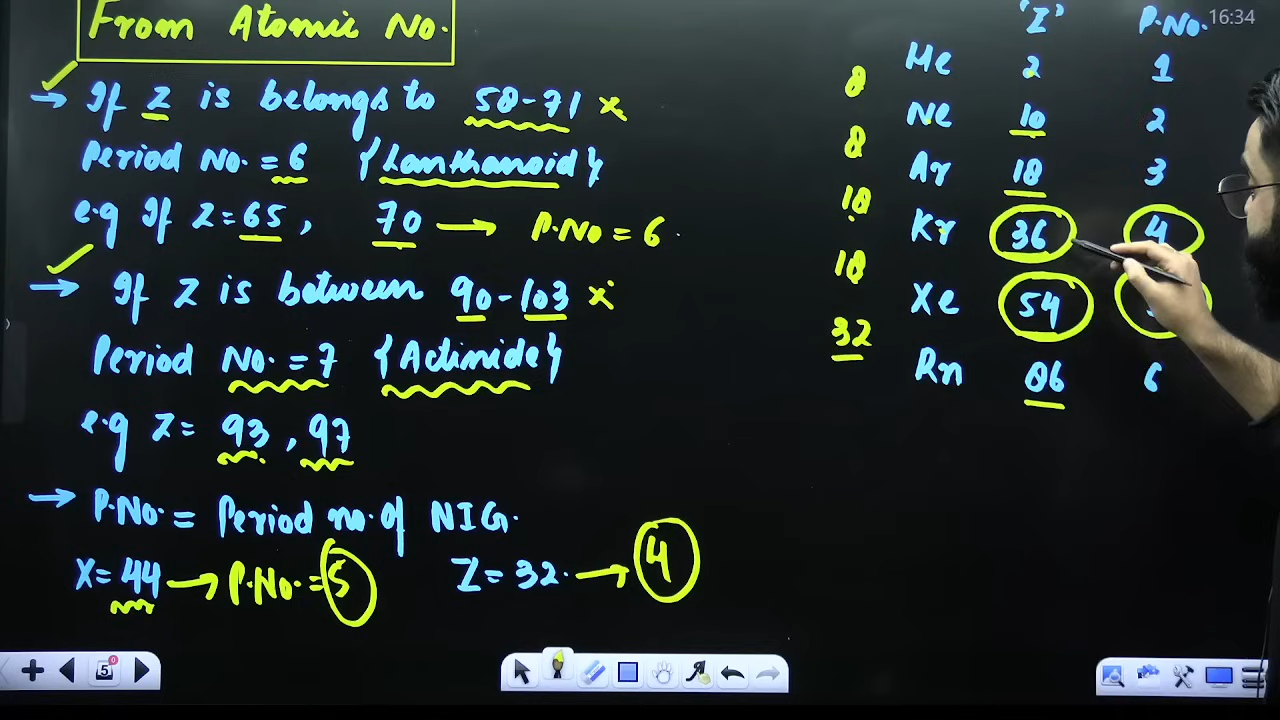 From Atomic No.
→ If Z is belongs to 58-71 x
Period No. = 6 {Lanthanoid}
e.g If Z = 65, 70 → P.No = 6.
→ If Z is between 90-103 x
Period No. = 7 {Actinide}
e.g Z = 93, 97
→ P.No. = Period no. of NIG.
X = 44 → P.No. = 5 Z = 32. → 4
'Z' P.No. 16:34
He 2 1
8
Ne 10 2
8
Ar 18 3
18
Kr 36 4
18
Xe 54
32
Rn 86 6
5
0